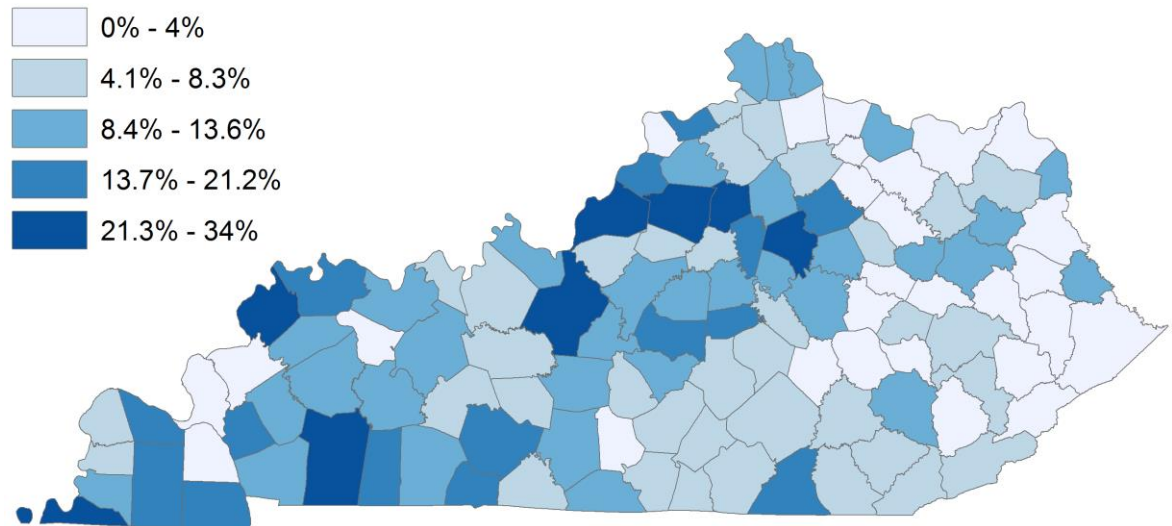 0% - 4%
4.1% - 8.3%
8.4% - 13.6%
13.7% - 21.2%
21.3% - 34%